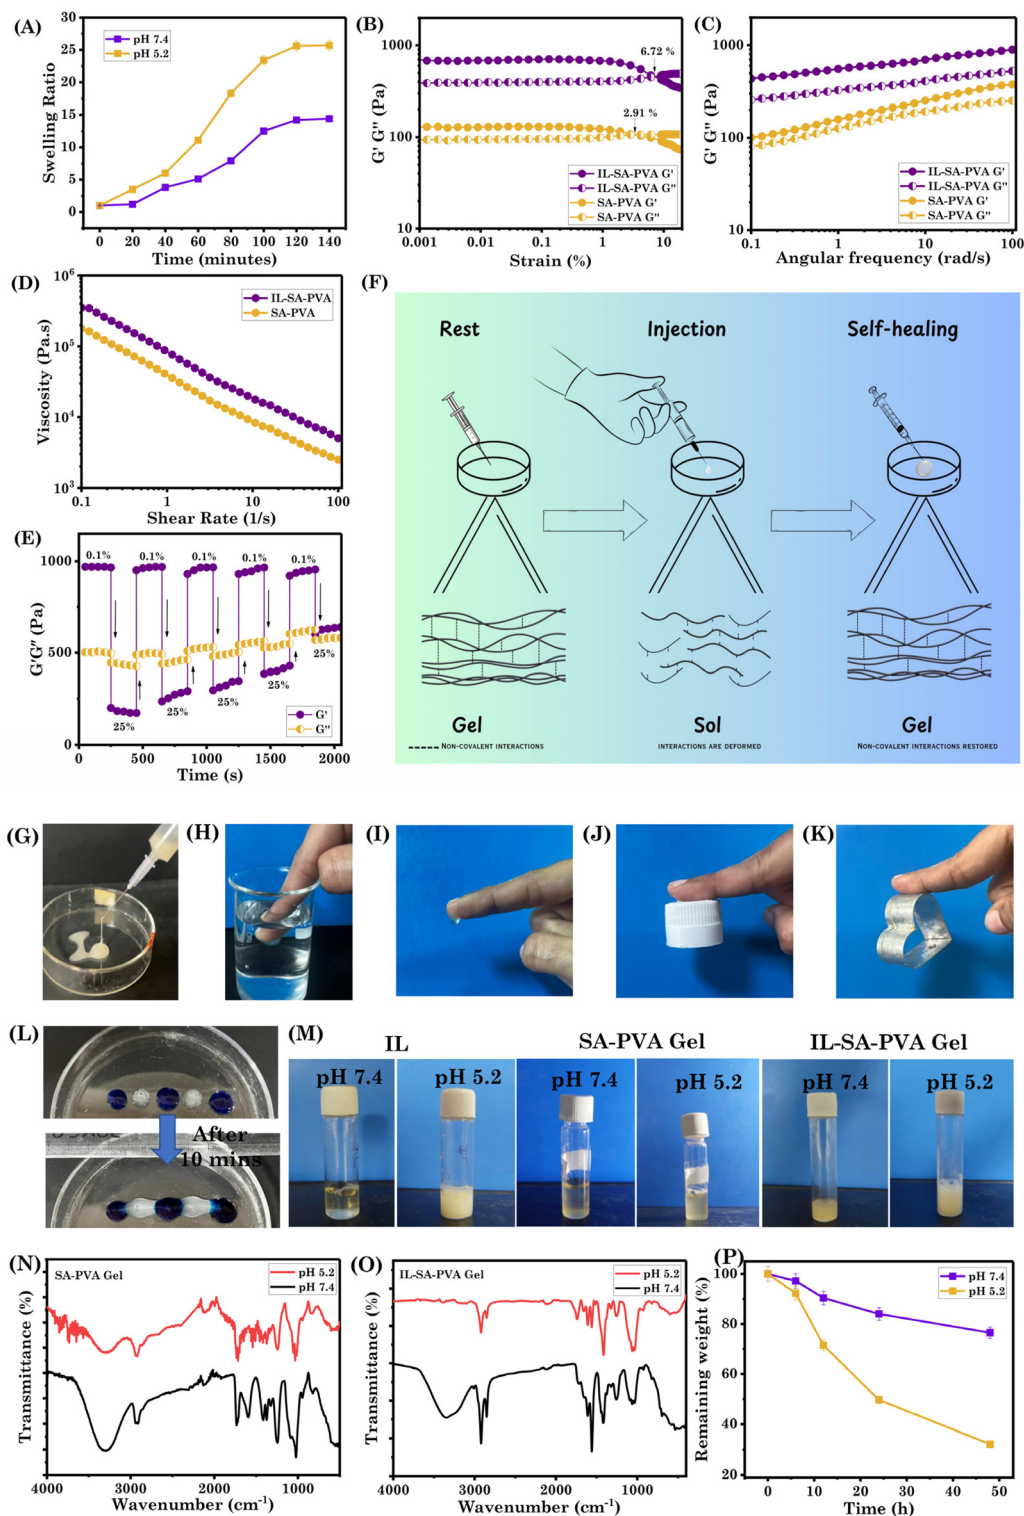 (A)
30
25
20
15
10
5
0
Swelling Ratio
pH 7.4
pH 5.2
0 20 40 60 80 100 120 140
Time (minutes)
(B)
1000
100
10
G' G'' (Pa)
6.72 %
2.91 %
IL-SA-PVA G'
IL-SA-PVA G''
SA-PVA G'
SA-PVA G''
0.001 0.01 0.1 1 10
Strain (%)
(C)
1000
100
10
G' G'' (Pa)
IL-SA-PVA G'
IL-SA-PVA G''
SA-PVA G'
SA-PVA G''
0.1 1 10 100
Angular frequency (rad/s)
(D)
10⁶
10⁵
10⁴
10³
Viscosity (Pa.s)
IL-SA-PVA
SA-PVA
0.1 1 10 100
Shear Rate (1/s)
(E)
1000
500
0
G'G'' (Pa)
0.1% 0.1% 0.1% 0.1% 0.1%
25% 25% 25% 25% 25%
G'
G''
0 500 1000 1500 2000
Time (s)
(F)
Rest Injection Self-healing
Gel Sol Gel
NON-COVALENT INTERACTIONS INTERACTIONS ARE DEFORMED NON-COVALENT INTERACTIONS RESTORED
(G) (H) (I) (J) (K)
(L)
After
10 mins
(M)
IL SA-PVA Gel IL-SA-PVA Gel
pH 7.4 pH 5.2 pH 7.4 pH 5.2 pH 7.4 pH 5.2
(N)
SA-PVA Gel
pH 5.2
pH 7.4
Transmittance (%)
4000 3000 2000 1000
Wavenumber (cm⁻¹)
(O)
IL-SA-PVA Gel
pH 5.2
pH 7.4
Transmittance (%)
4000 3000 2000 1000
Wavenumber (cm⁻¹)
(P)
100
80
60
40
20
Remaining weight (%)
pH 7.4
pH 5.2
0 10 20 30 40 50
Time (h)